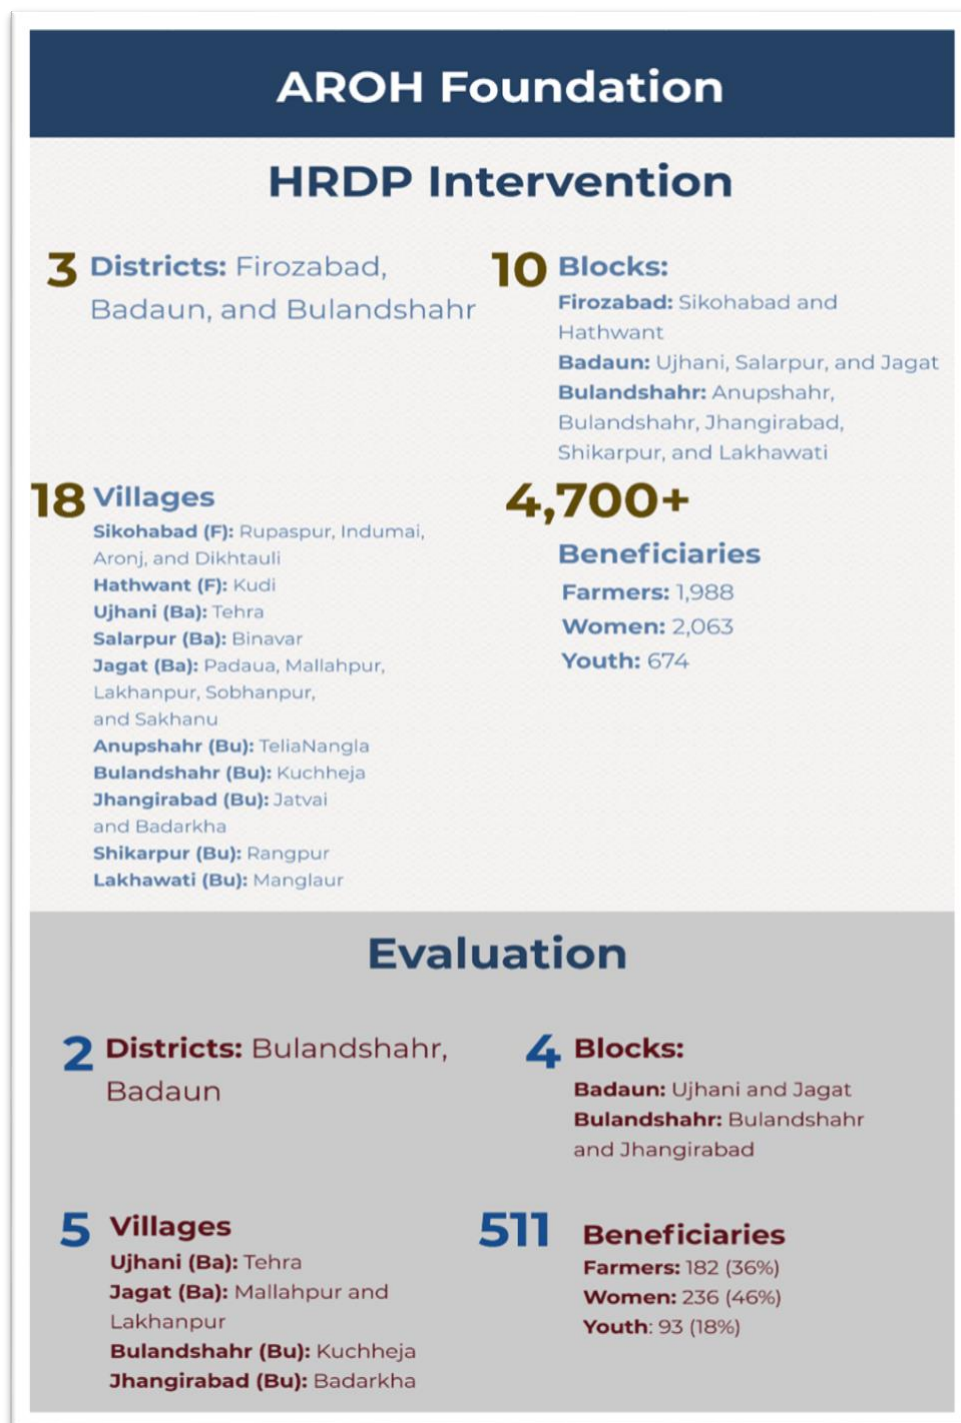 AROH Foundation
HRDP Intervention
3 Districts: Firozabad,
Badaun, and Bulandshahr
10 Blocks:
Firozabad: Sikohabad and
Hathwant
Badaun: Ujhani, Salarpur, and Jagat
Bulandshahr: Anupshahr,
Bulandshahr, Jhangirabad,
Shikarpur, and Lakhawati
18 Villages
Sikohabad (F): Rupaspur, Indumai,
Aronj, and Dikhtauli
Hathwant (F): Kudi
Ujhani (Ba): Tehra
Salarpur (Ba): Binavar
Jagat (Ba): Padaua, Mallahpur,
Lakhanpur, Sobhanpur,
and Sakhanu
Anupshahr (Bu): TeliaNangla
Bulandshahr (Bu): Kuchheja
Jhangirabad (Bu): Jatvai
and Badarkha
Shikarpur (Bu): Rangpur
Lakhawati (Bu): Manglaur
4,700+
Beneficiaries
Farmers: 1,988
Women: 2,063
Youth: 674
Evaluation
2 Districts: Bulandshahr,
Badaun
4 Blocks:
Badaun: Ujhani and Jagat
Bulandshahr: Bulandshahr
and Jhangirabad
5 Villages
Ujhani (Ba): Tehra
Jagat (Ba): Mallahpur and
Lakhanpur
Bulandshahr (Bu): Kuchheja
Jhangirabad (Bu): Badarkha
511 Beneficiaries
Farmers: 182 (36%)
Women: 236 (46%)
Youth: 93 (18%)